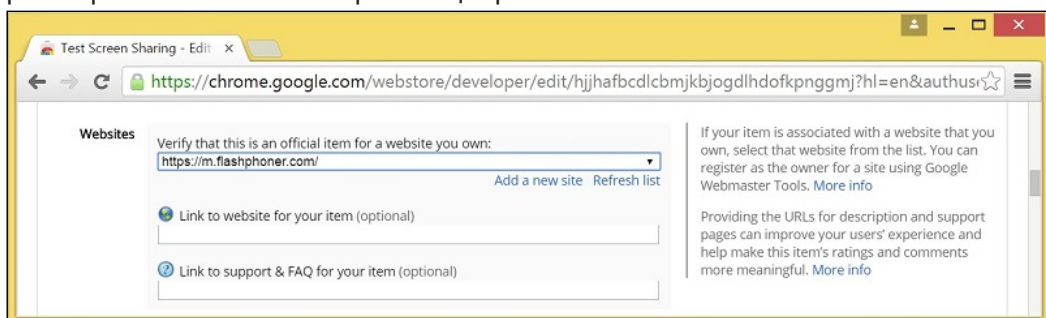 Test Screen Sharing - Edit
https://chrome.google.com/webstore/developer/edit/hjjhafbcdlcbmjkbjogdlhdofkpnggmj?hl=en&authus
Websites
Verify that this is an official item for a website you own:
https://m.flashphoner.com/
Add a new site Refresh list
Link to website for your item (optional)
Link to support & FAQ for your item (optional)
If your item is associated with a website that you
own, select that website from the list. You can
register as the owner for a site using Google
Webmaster Tools. More info
Providing the URLs for description and support
pages can improve your users' experience and
help make this item's ratings and comments
more meaningful. More info